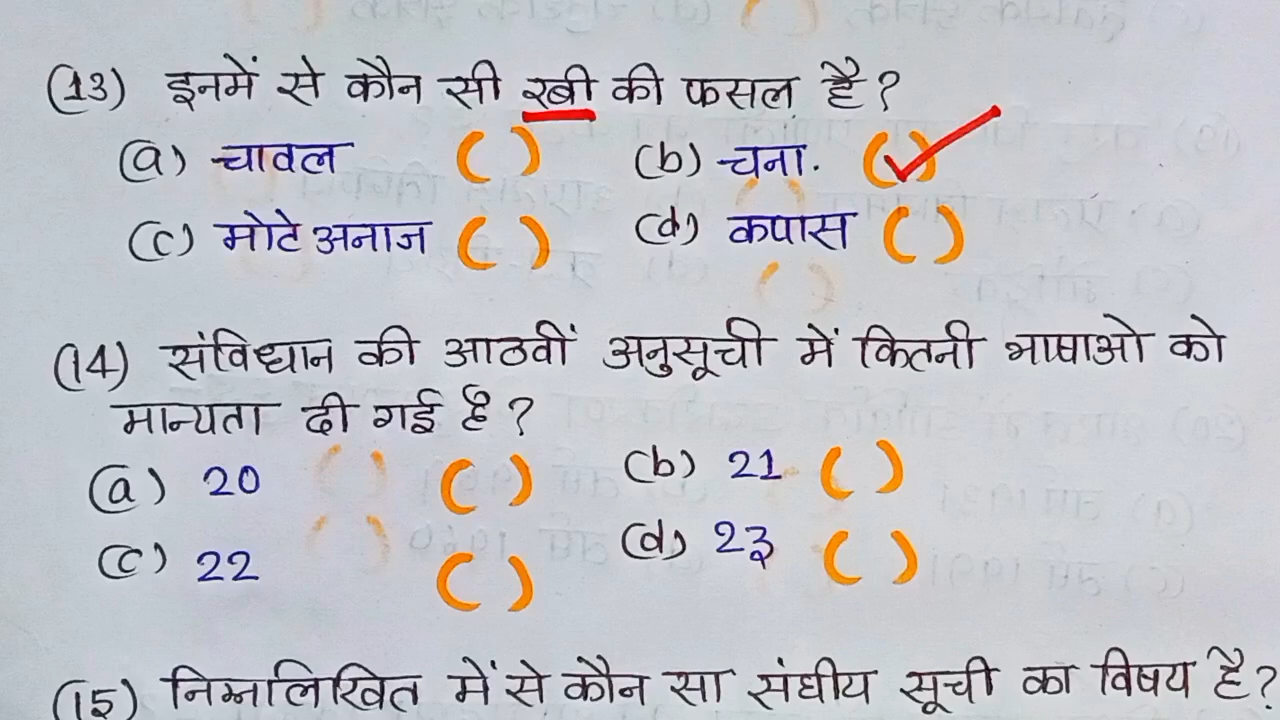 (13) इनमें से कौन सी रबी की फसल है?
(a) चावल ( ) (b) चना. (✓)
(c) मोटे अनाज ( ) (d) कपास ( )
(14) संविधान की आठवीं अनुसूची में कितनी भाषाओ को
मान्यता दी गई है?
(a) 20 ( ) (b) 21 ( )
(c) 22 ( ) (d) 23 ( )
(15) निम्नलिखित में से कौन सा संघीय सूची का विषय है?